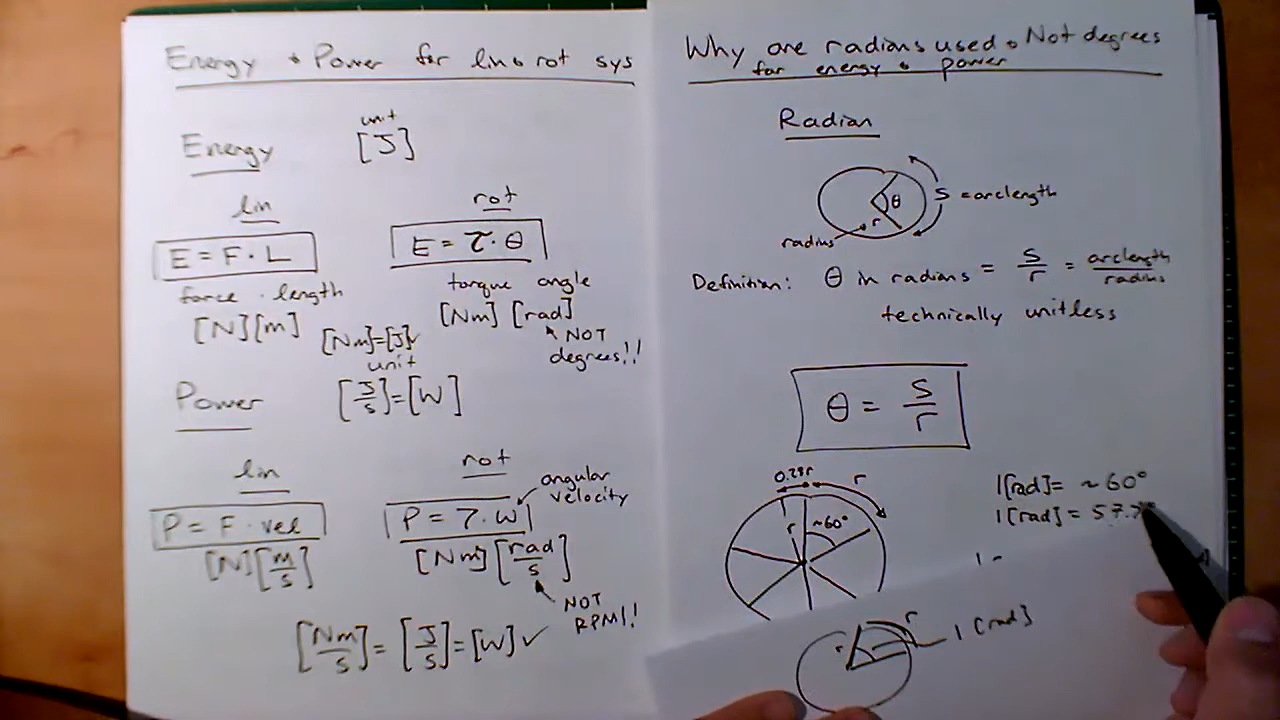 Energy + Power for lin & rot sys
Energy
unit
[J]
lin
E = F · L
force · length
[N][m]
[Nm]=[J]✓
rot
E = τ · θ
torque angle
[Nm] [rad]
NOT
degrees!!
Power
unit
[J/s]=[W]
lin
P = F · vel
[N][m/s]
rot
angular
velocity
P = τ · ω
[Nm][rad/s]
NOT
RPM!!
[Nm/s] = [J/s] = [W] ✓
Why are radians used & Not degrees
for energy & power
Radian
θ
S = arclength
r
radius
Definition: θ in radians = s/r = arclength/radius
technically unitless
θ = s/r
0.28r
r
r
~60°
1[rad] = ~60°
1[rad] = 57.
1 =
r
r
1 [rad]